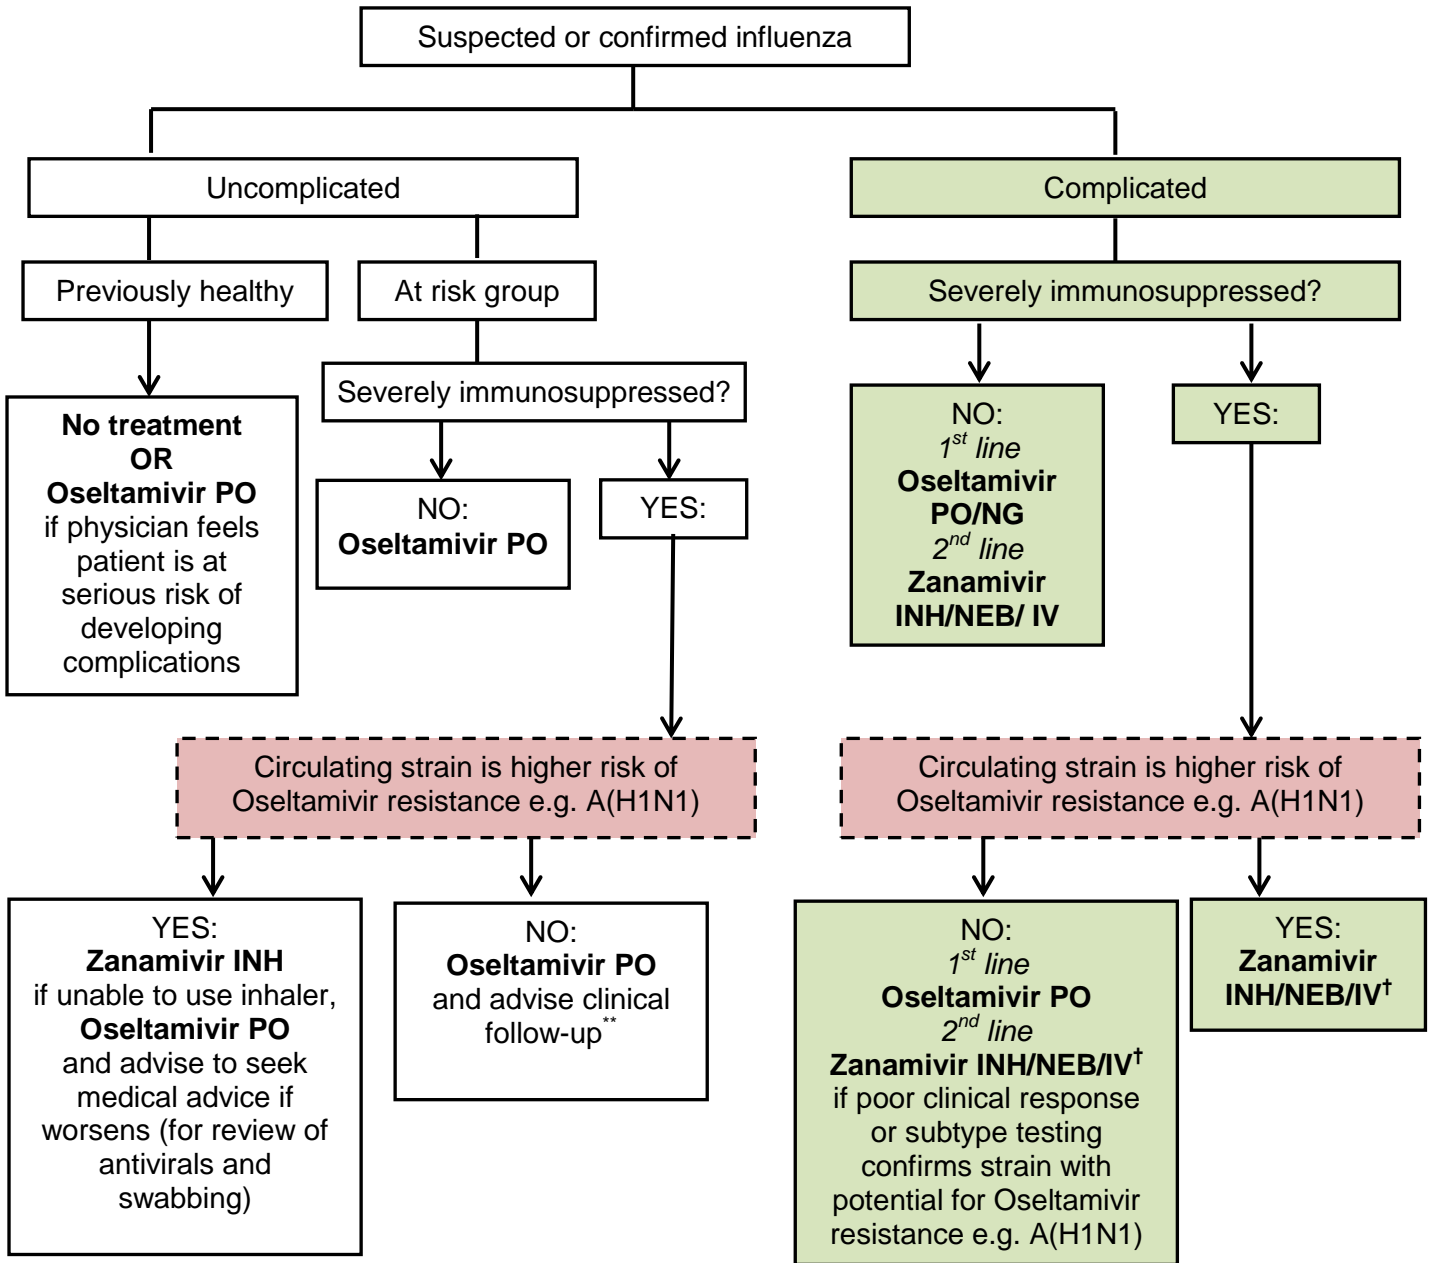 Suspected or confirmed influenza
Uncomplicated
Complicated
Previously healthy
At risk group
Severely immunosuppressed?
Severely immunosuppressed?
No treatment
OR
Oseltamivir PO
if physician feels
patient is at
serious risk of
developing
complications
NO:
Oseltamivir PO
YES:
NO:
1st line
Oseltamivir
PO/NG
2nd line
Zanamivir
INH/NEB/ IV
YES:
Circulating strain is higher risk of
Oseltamivir resistance e.g. A(H1N1)
Circulating strain is higher risk of
Oseltamivir resistance e.g. A(H1N1)
YES:
Zanamivir INH
if unable to use inhaler,
Oseltamivir PO
and advise to seek
medical advice if
worsens (for review of
antivirals and
swabbing)
NO:
Oseltamivir PO
and advise clinical
follow-up**
NO:
1st line
Oseltamivir PO
2nd line
Zanamivir INH/NEB/IV†
if poor clinical response
or subtype testing
confirms strain with
potential for Oseltamivir
resistance e.g. A(H1N1)
YES:
Zanamivir
INH/NEB/IV†